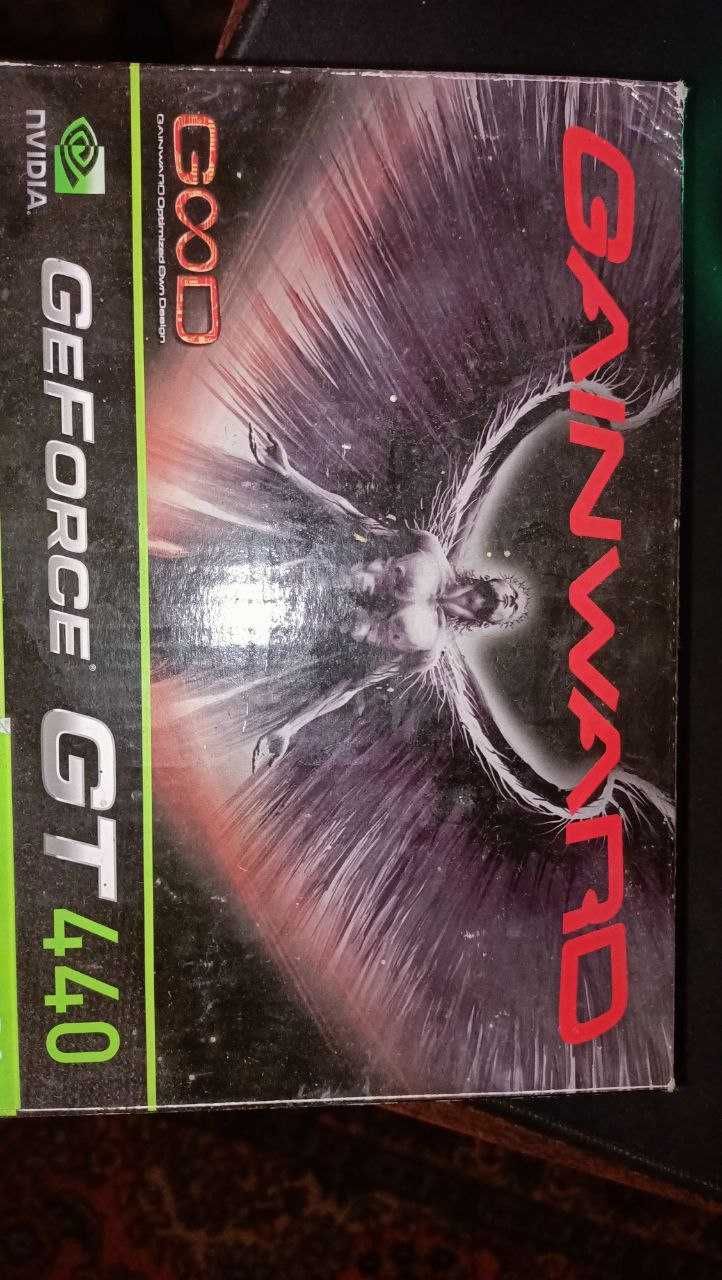 GAINWARD
GOOD
GAINWARD Optimized Own Design
NVIDIA.
GEFORCE® GT 440